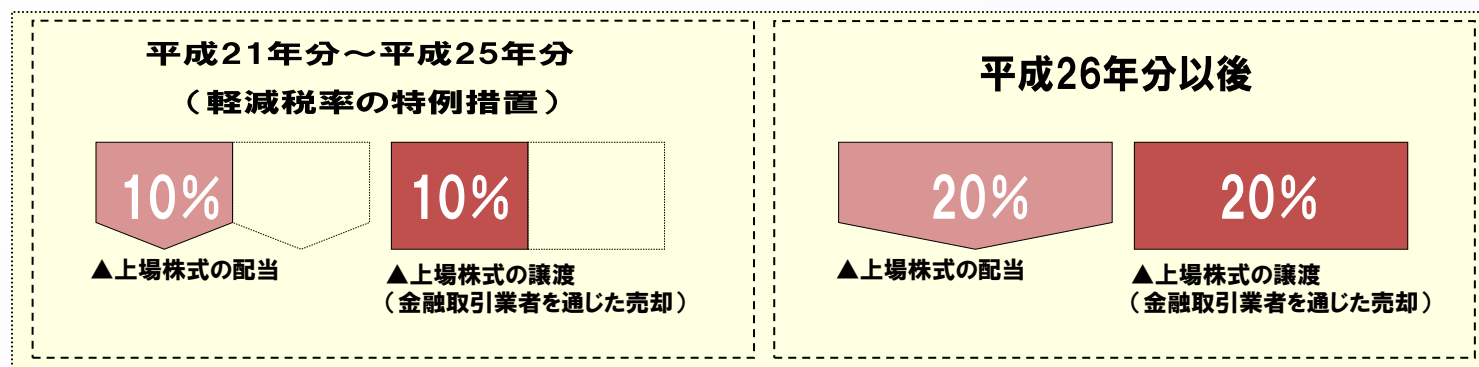 平成21年分～平成25年分
（軽減税率の特例措置）
10%
10%
▲上場株式の配当
▲上場株式の譲渡
（金融取引業者を通じた売却）
平成26年分以後
20%
20%
▲上場株式の配当
▲上場株式の譲渡
（金融取引業者を通じた売却）